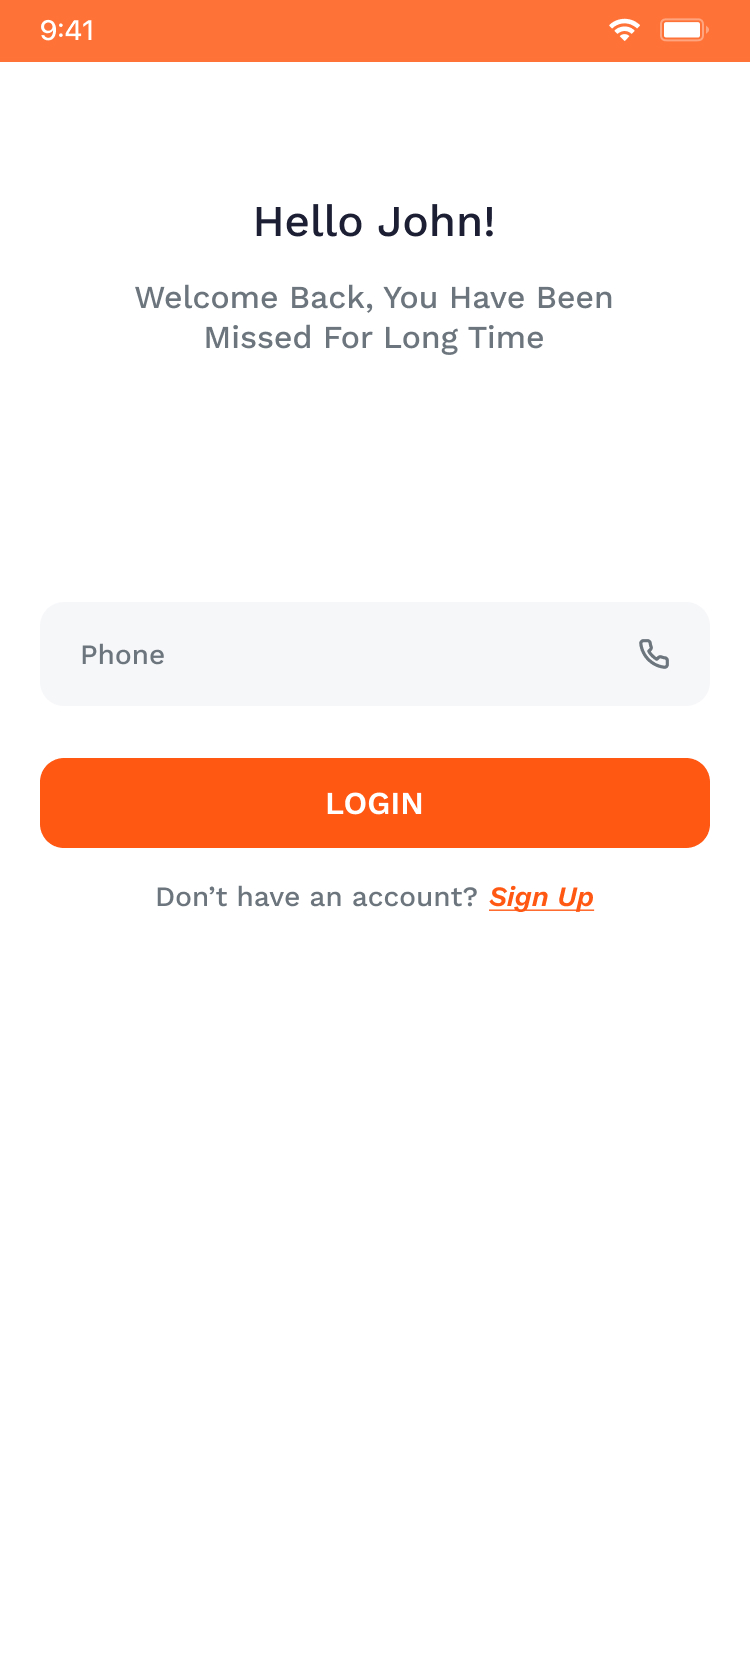 9:41
Hello John!
Welcome Back, You Have Been
Missed For Long Time
Phone
LOGIN
Don’t have an account? Sign Up